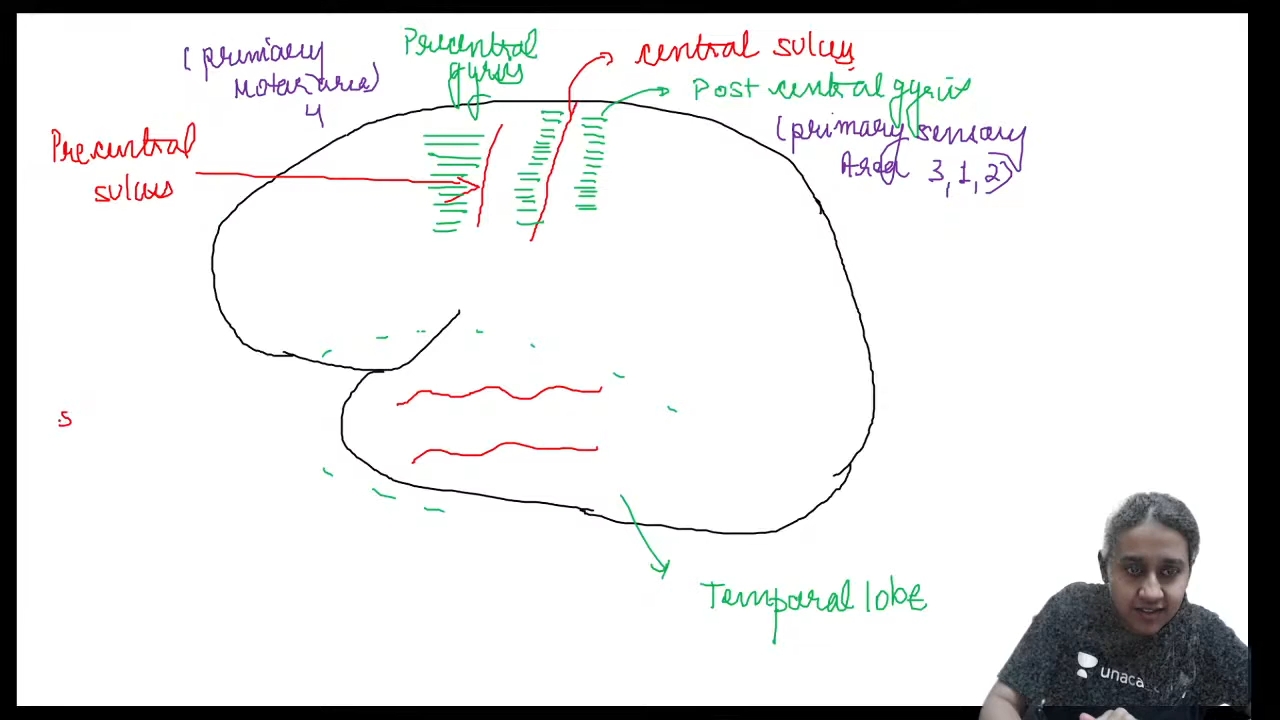 (primary
Motor area)
4
Precentral
gyrus
central sulcus
Post central gyrus
(primary sensory
Area 3,1,2)
Precentral
sulcus
s
Temporal lobe
unaca